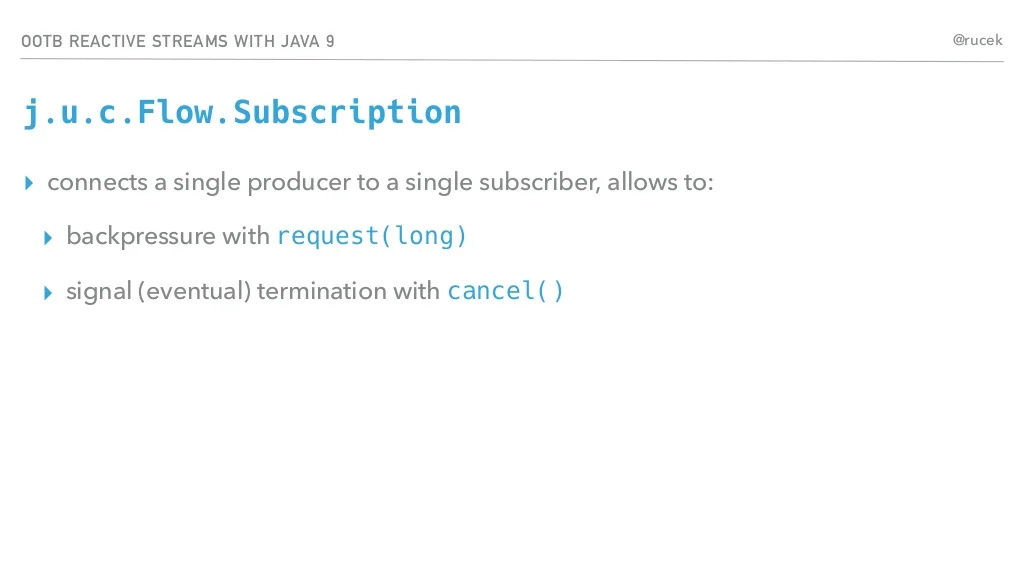 OOTB REACTIVE STREAMS WITH JAVA 9
@rucek
j.u.c.Flow.Subscription
▸ connects a single producer to a single subscriber, allows to:
▸ backpressure with request(long)
▸ signal (eventual) termination with cancel()